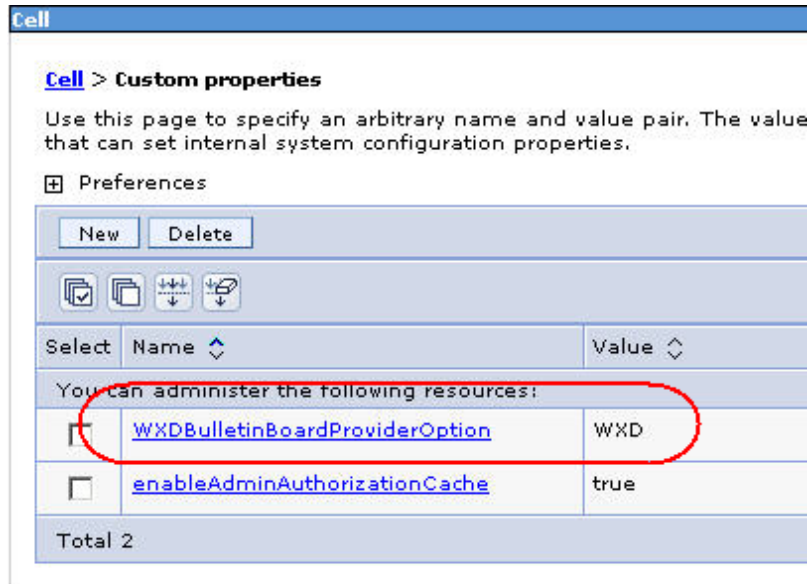 Cell
Cell > Custom properties
Use this page to specify an arbitrary name and value pair. The value
that can set internal system configuration properties.
Preferences
New Delete
Select Name Value
You can administer the following resources:
WXDBulletinBoardProviderOption WXD
enableAdminAuthorizationCache true
Total 2